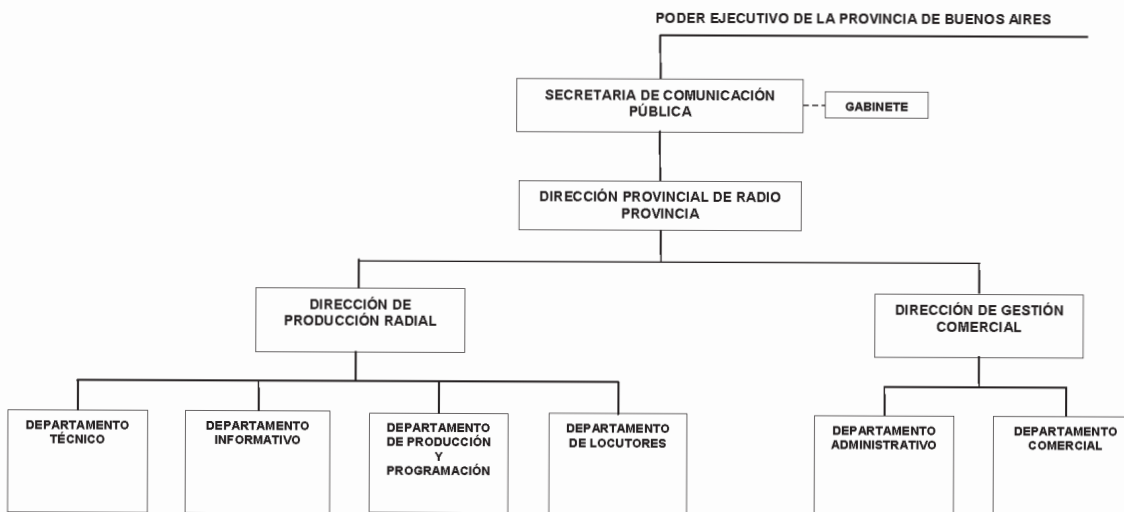 PODER EJECUTIVO DE LA PROVINCIA DE BUENOS AIRES
SECRETARIA DE COMUNICACIÓN
PÚBLICA
GABINETE
DIRECCIÓN PROVINCIAL DE RADIO
PROVINCIA
DIRECCIÓN DE
PRODUCCIÓN RADIAL
DIRECCIÓN DE GESTIÓN
COMERCIAL
DEPARTAMENTO
TÉCNICO
DEPARTAMENTO
INFORMATIVO
DEPARTAMENTO
DE PRODUCCIÓN
Y
PROGRAMACIÓN
DEPARTAMENTO
DE LOCUTORES
DEPARTAMENTO
ADMINISTRATIVO
DEPARTAMENTO
COMERCIAL